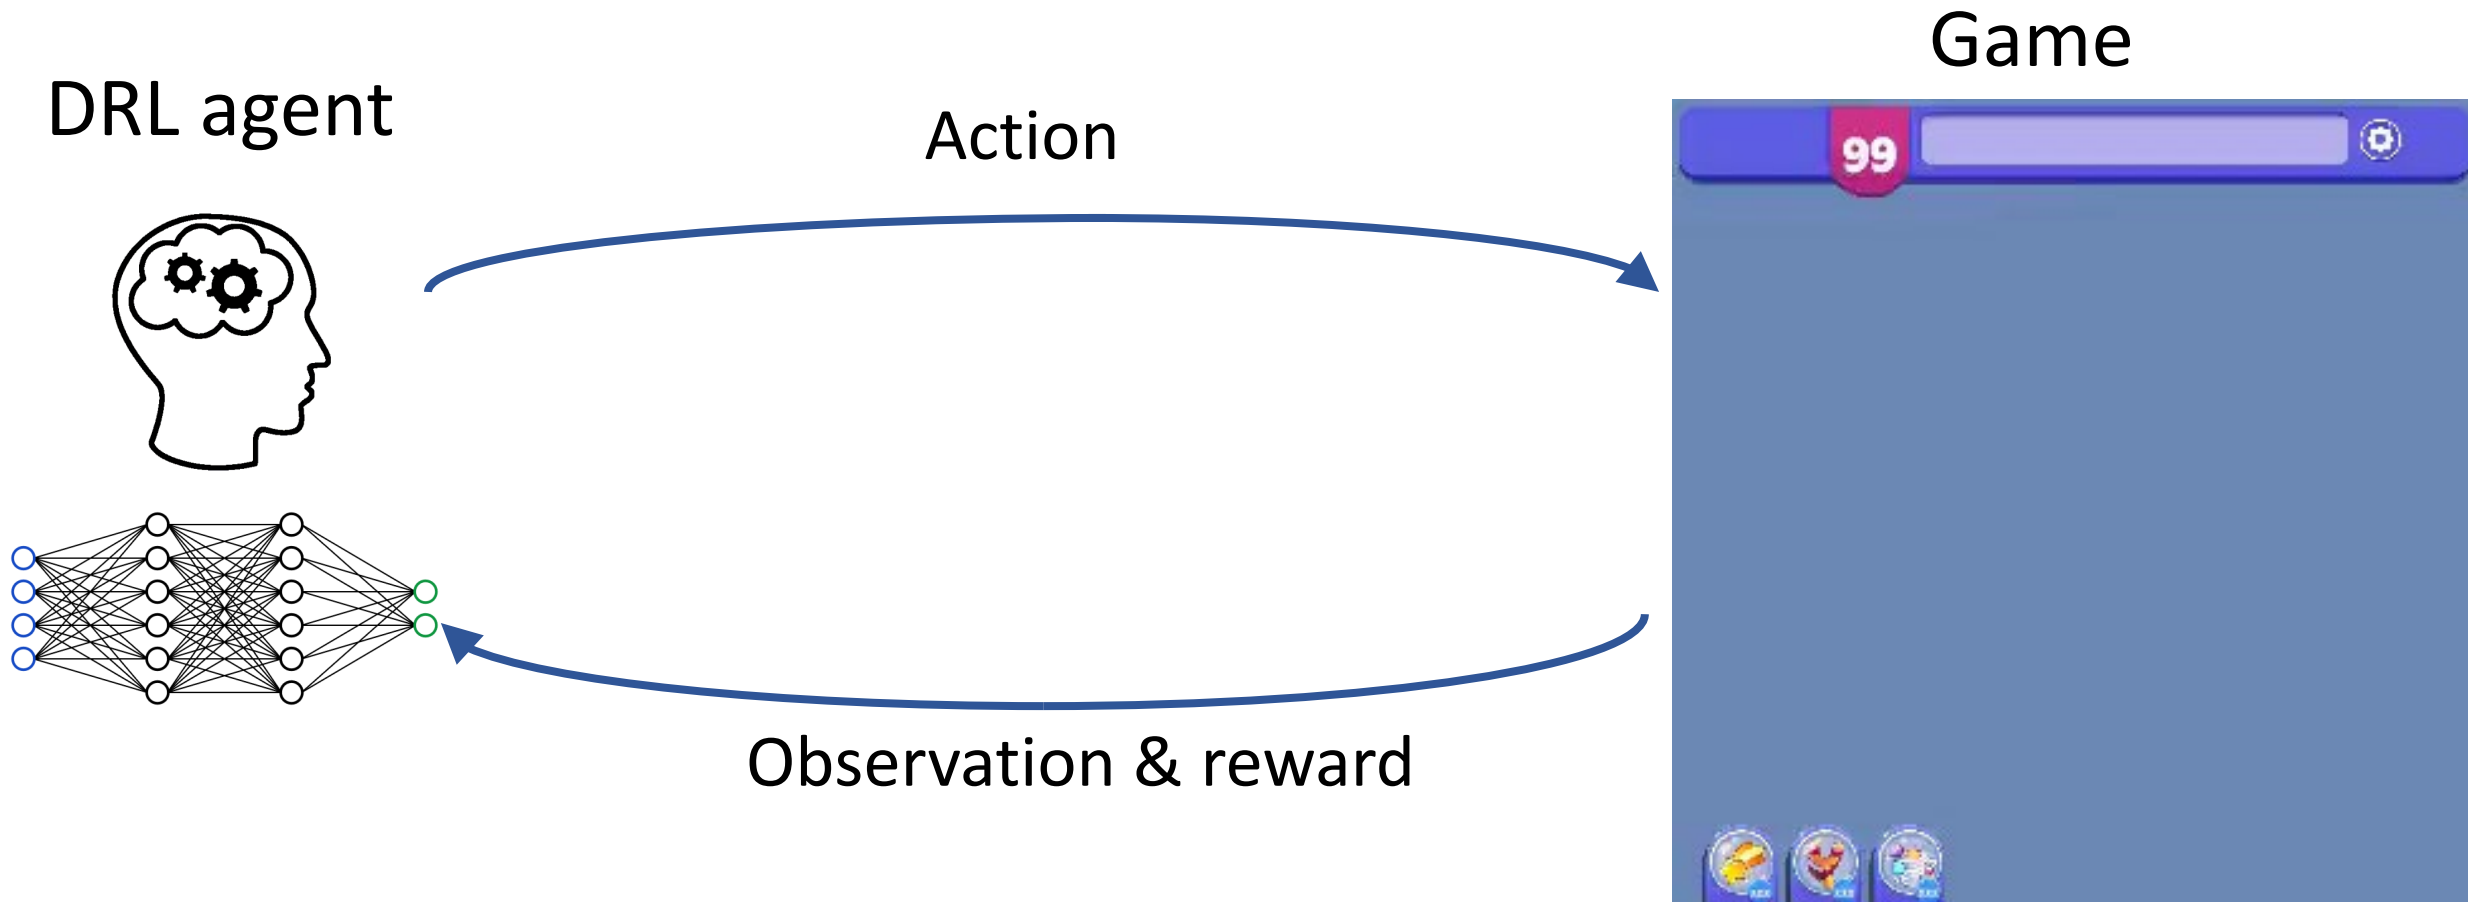 Game
DRL agent
Action
99
Observation & reward